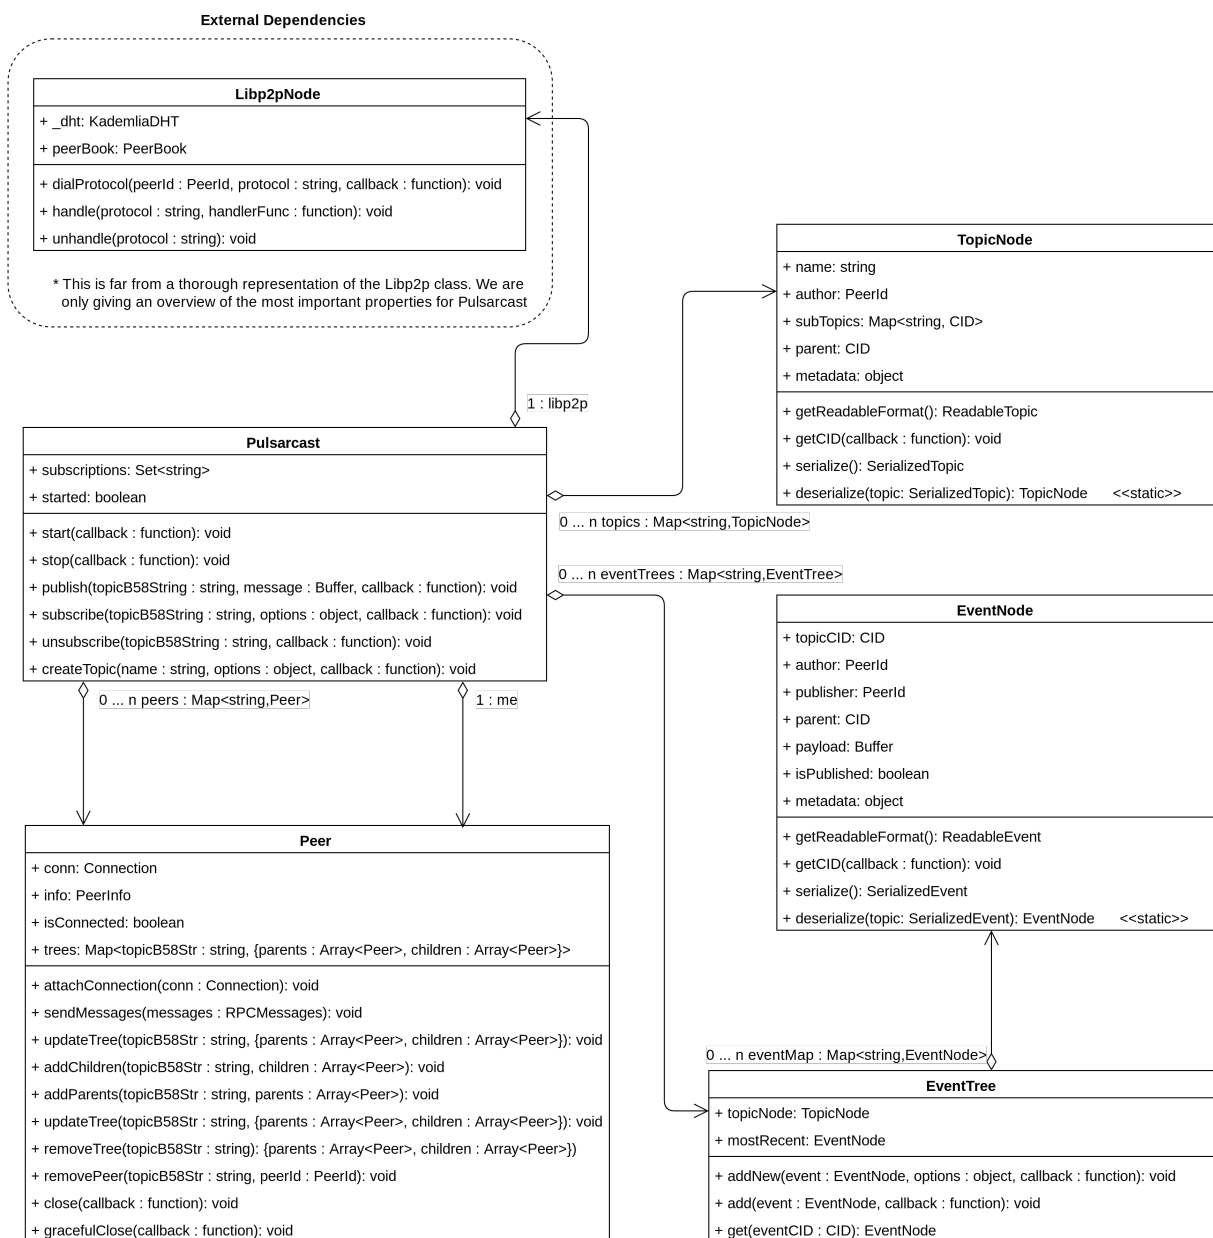 External Dependencies
Libp2pNode
+ _dht: KademliaDHT
+ peerBook: PeerBook
+ dialProtocol(peerId : PeerId, protocol : string, callback : function): void
+ handle(protocol : string, handlerFunc : function): void
+ unhandle(protocol : string): void
* This is far from a thorough representation of the Libp2p class. We are
only giving an overview of the most important properties for Pulsarcast
1 : libp2p
Pulsarcast
+ subscriptions: Set<string>
+ started: boolean
+ start(callback : function): void
+ stop(callback : function): void
+ publish(topicB58String : string, message : Buffer, callback : function): void
+ subscribe(topicB58String : string, options : object, callback : function): void
+ unsubscribe(topicB58String : string, callback : function): void
+ createTopic(name : string, options : object, callback : function): void
0 ... n topics : Map<string,TopicNode>
0 ... n eventTrees : Map<string,EventTree>
0 ... n peers : Map<string,Peer>
1 : me
Peer
+ conn: Connection
+ info: PeerInfo
+ isConnected: boolean
+ trees: Map<topicB58Str : string, {parents : Array<Peer>, children : Array<Peer>}>
+ attachConnection(conn : Connection): void
+ sendMessages(messages : RPCMessages): void
+ updateTree(topicB58Str : string, {parents : Array<Peer>, children : Array<Peer>}): void
+ addChildren(topicB58Str : string, children : Array<Peer>): void
+ addParents(topicB58Str : string, parents : Array<Peer>): void
+ updateTree(topicB58Str : string, {parents : Array<Peer>, children : Array<Peer>}): void
+ removeTree(topicB58Str : string): {parents : Array<Peer>, children : Array<Peer>})
+ removePeer(topicB58Str : string, peerId : PeerId): void
+ close(callback : function): void
+ gracefulClose(callback : function): void
TopicNode
+ name: string
+ author: PeerId
+ subTopics: Map<string, CID>
+ parent: CID
+ metadata: object
+ getReadableFormat(): ReadableTopic
+ getCID(callback : function): void
+ serialize(): SerializedTopic
+ deserialize(topic: SerializedTopic): TopicNode <<static>>
EventNode
+ topicCID: CID
+ author: PeerId
+ publisher: PeerId
+ parent: CID
+ payload: Buffer
+ isPublished: boolean
+ metadata: object
+ getReadableFormat(): ReadableEvent
+ getCID(callback : function): void
+ serialize(): SerializedEvent
+ deserialize(topic: SerializedEvent): EventNode <<static>>
0 ... n eventMap : Map<string,EventNode>
EventTree
+ topicNode: TopicNode
+ mostRecent: EventNode
+ addNew(event : EventNode, options : object, callback : function): void
+ add(event : EventNode, callback : function): void
+ get(eventCID : CID): EventNode